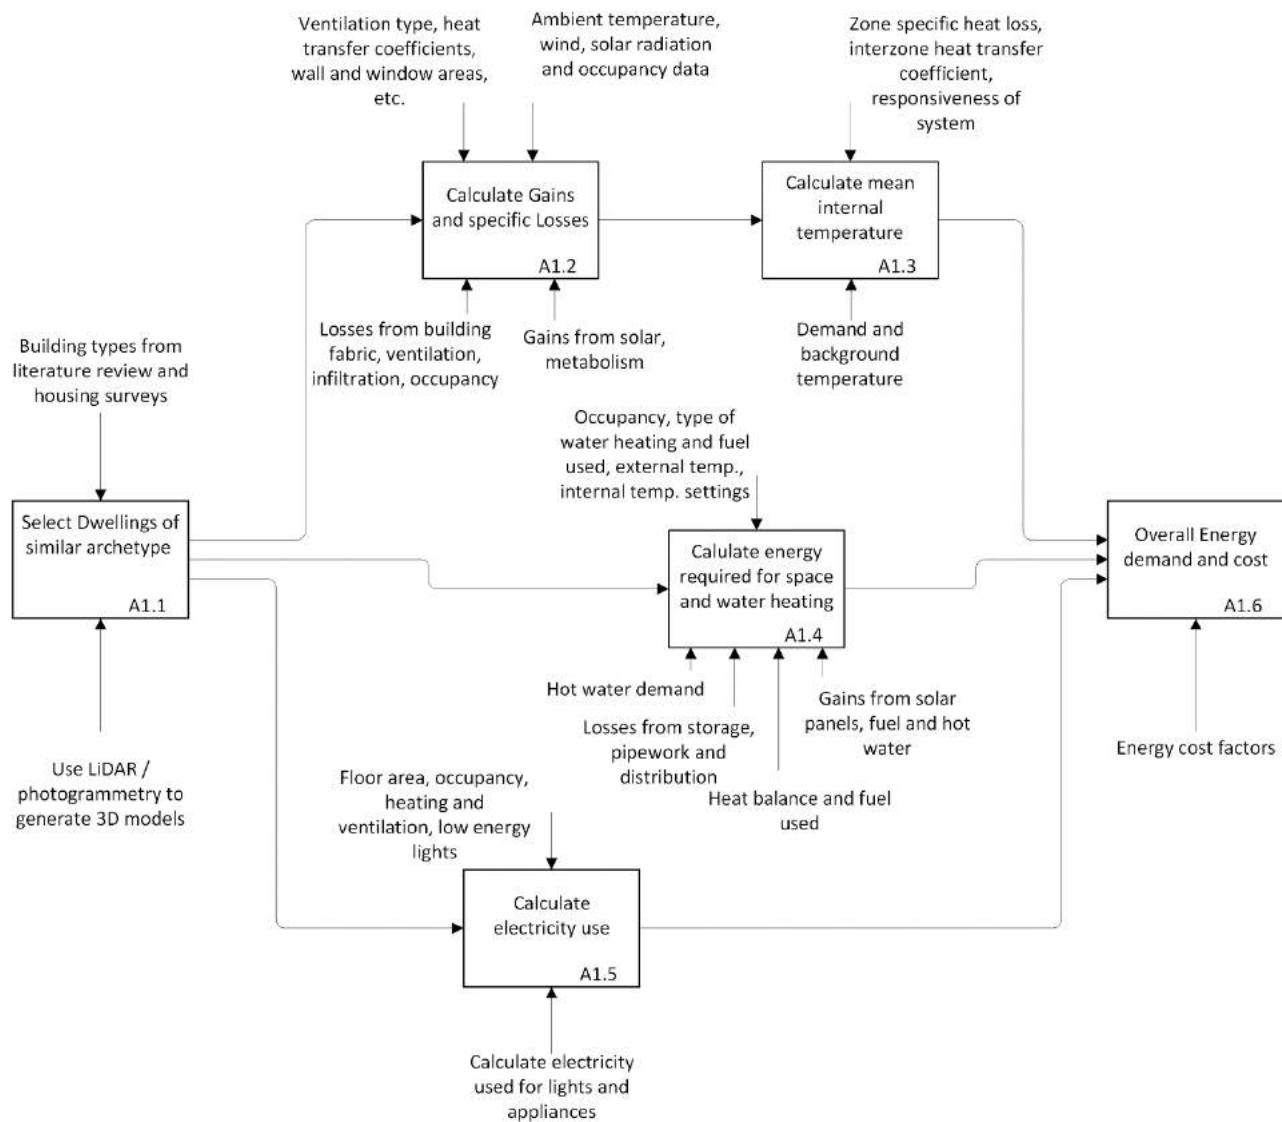 Ventilation type, heat
transfer coefficients,
wall and window areas,
etc.
Ambient temperature,
wind, solar radiation
and occupancy data
Zone specific heat loss,
interzone heat transfer
coefficient,
responsiveness of
system
Calculate Gains
and specific Losses
A1.2
Calculate mean
internal
temperature
A1.3
Losses from building
fabric, ventilation,
infiltration, occupancy
Gains from solar,
metabolism
Demand and
background
temperature
Building types from
literature review and
housing surveys
Select Dwellings of
similar archetype
A1.1
Use LiDAR /
photogrammetry to
generate 3D models
Occupancy, type of
water heating and fuel
used, external temp.,
internal temp. settings
Calulate energy
required for space
and water heating
A1.4
Hot water demand
Losses from storage,
pipework and
distribution
Heat balance and fuel
used
Gains from solar
panels, fuel and hot
water
Overall Energy
demand and cost
A1.6
Energy cost factors
Floor area, occupancy,
heating and
ventilation, low energy
lights
Calculate
electricity use
A1.5
Calculate electricity
used for lights and
appliances